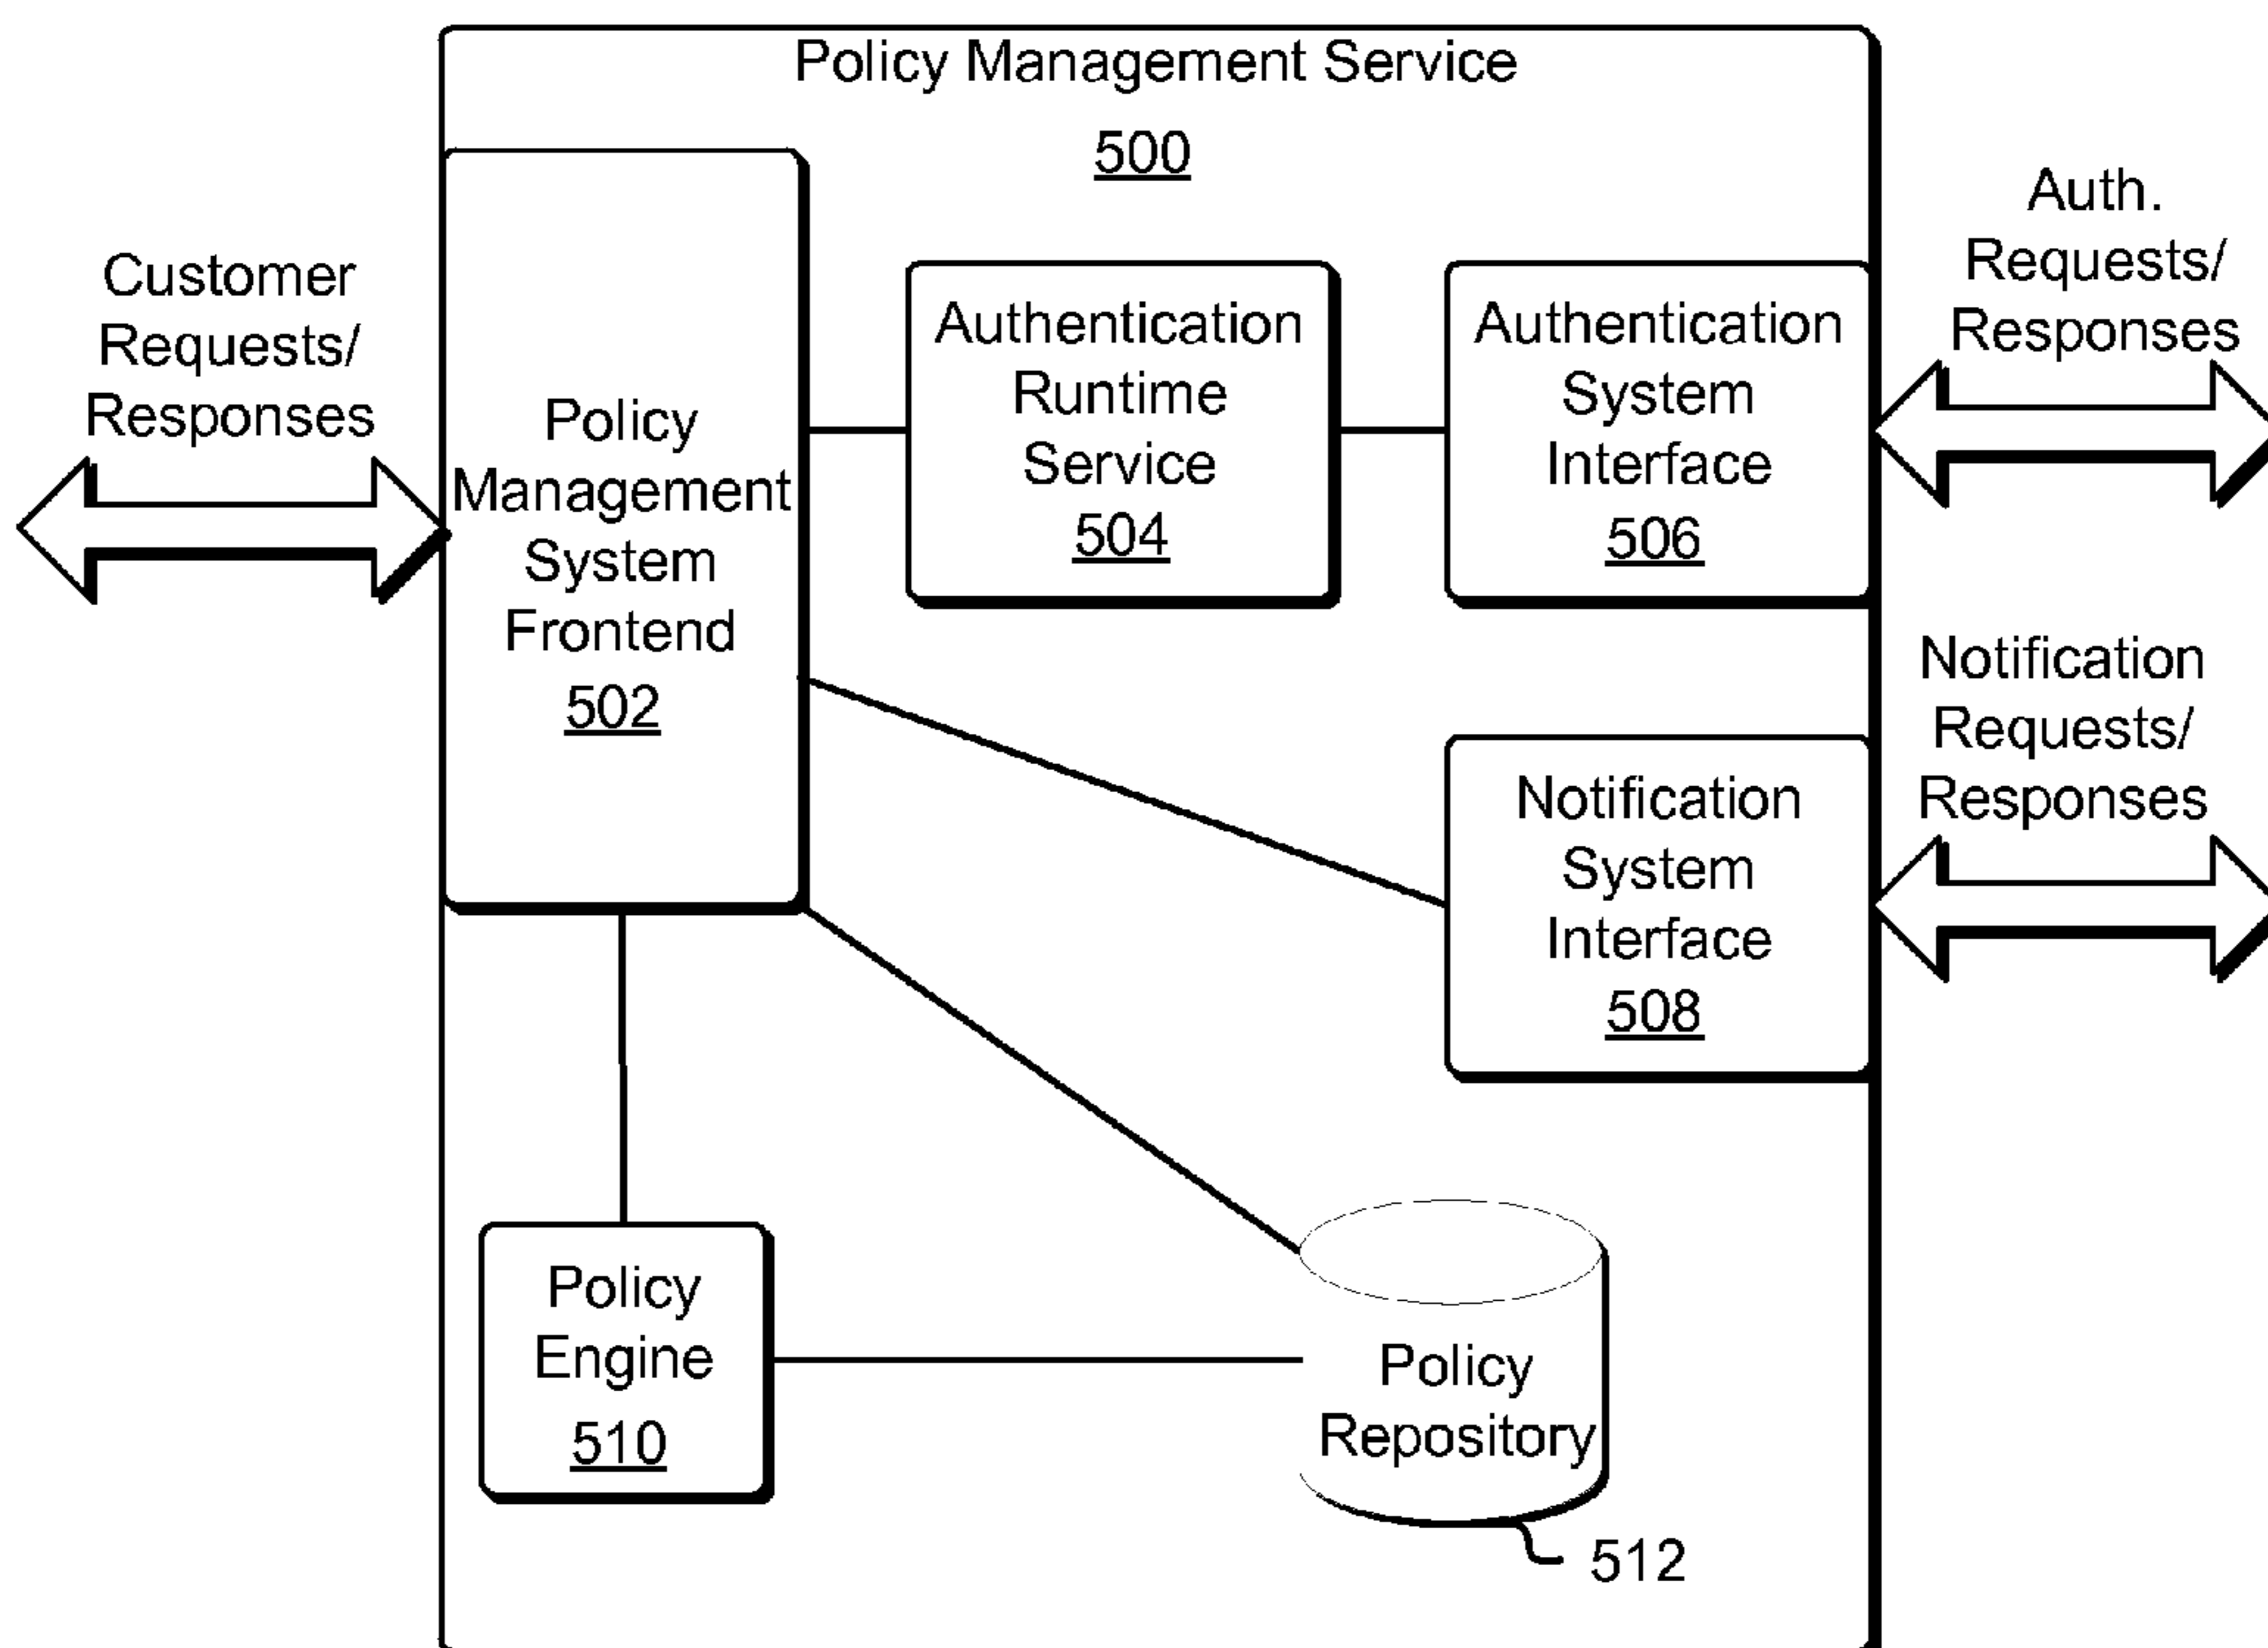 Policy Management Service
500
Customer
Requests/
Responses
Policy
Management
System
Frontend
502
Authentication
Runtime
Service
504
Authentication
System
Interface
506
Auth.
Requests/
Responses
Notification
System
Interface
508
Notification
Requests/
Responses
Policy
Engine
510
Policy
Repository
512